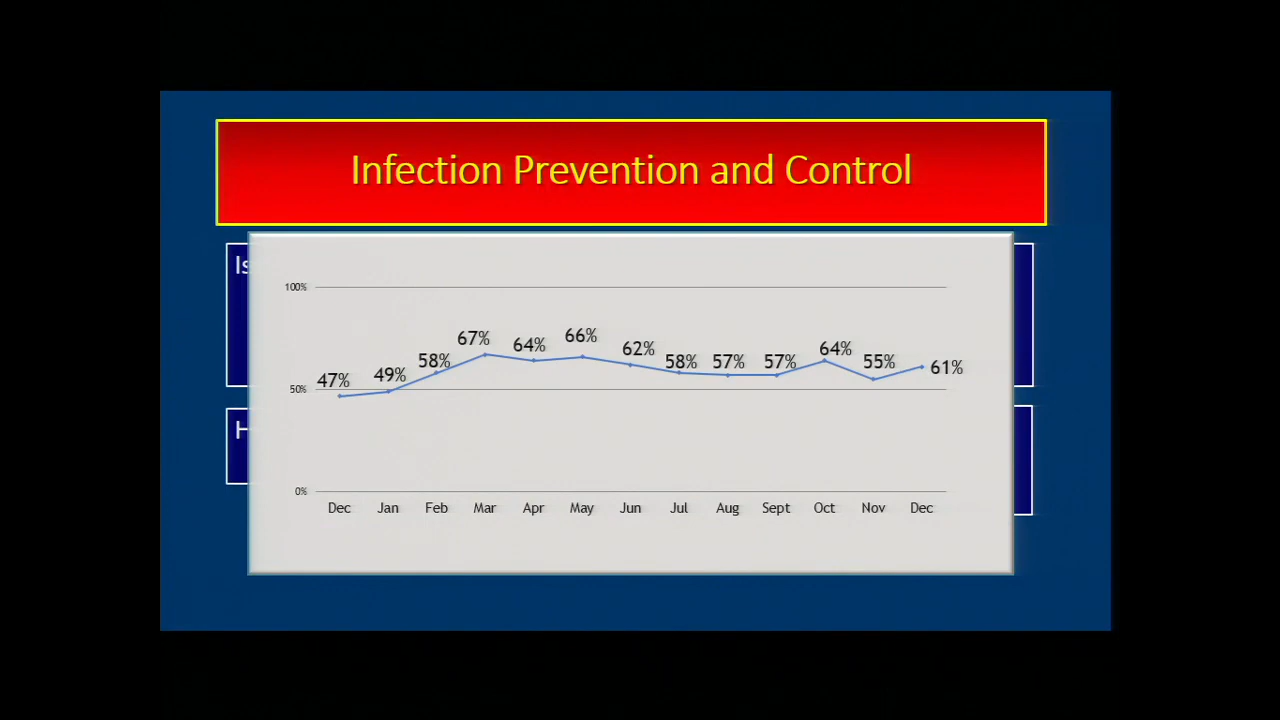 Infection Prevention and Control
Is
H
100%
50%
0%
47% 49% 58% 67% 64% 66% 62% 58% 57% 57% 64% 55% 61%
Dec Jan Feb Mar Apr May Jun Jul Aug Sept Oct Nov Dec